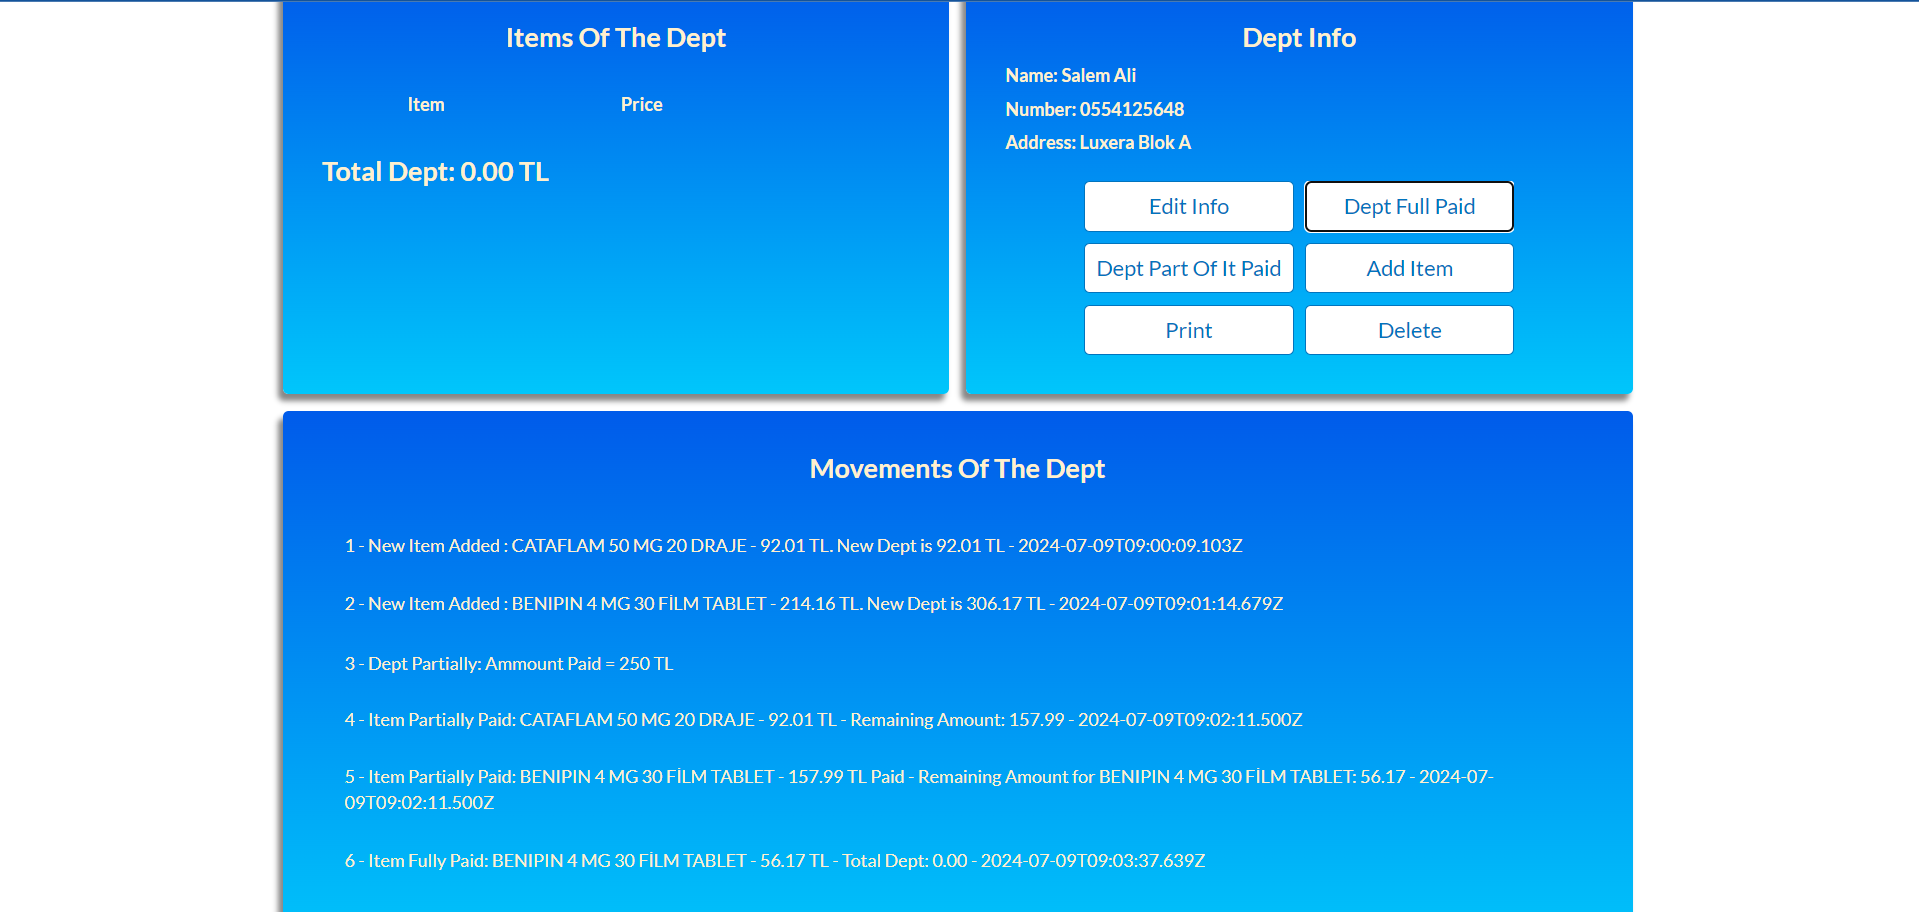 Items Of The Dept
Item Price
Total Dept: 0.00 TL
Dept Info
Name: Salem Ali
Number: 0554125648
Address: Luxera Blok A
Edit Info
Dept Full Paid
Dept Part Of It Paid
Add Item
Print
Delete
Movements Of The Dept
1 - New Item Added : CATAFLAM 50 MG 20 DRAJE - 92.01 TL. New Dept is 92.01 TL - 2024-07-09T09:00:09.103Z
2 - New Item Added : BENIPIN 4 MG 30 FİLM TABLET - 214.16 TL. New Dept is 306.17 TL - 2024-07-09T09:01:14.679Z
3 - Dept Partially: Ammount Paid = 250 TL
4 - Item Partially Paid: CATAFLAM 50 MG 20 DRAJE - 92.01 TL - Remaining Amount: 157.99 - 2024-07-09T09:02:11.500Z
5 - Item Partially Paid: BENIPIN 4 MG 30 FİLM TABLET - 157.99 TL Paid - Remaining Amount for BENIPIN 4 MG 30 FİLM TABLET: 56.17 - 2024-07-
09T09:02:11.500Z
6 - Item Fully Paid: BENIPIN 4 MG 30 FİLM TABLET - 56.17 TL - Total Dept: 0.00 - 2024-07-09T09:03:37.639Z